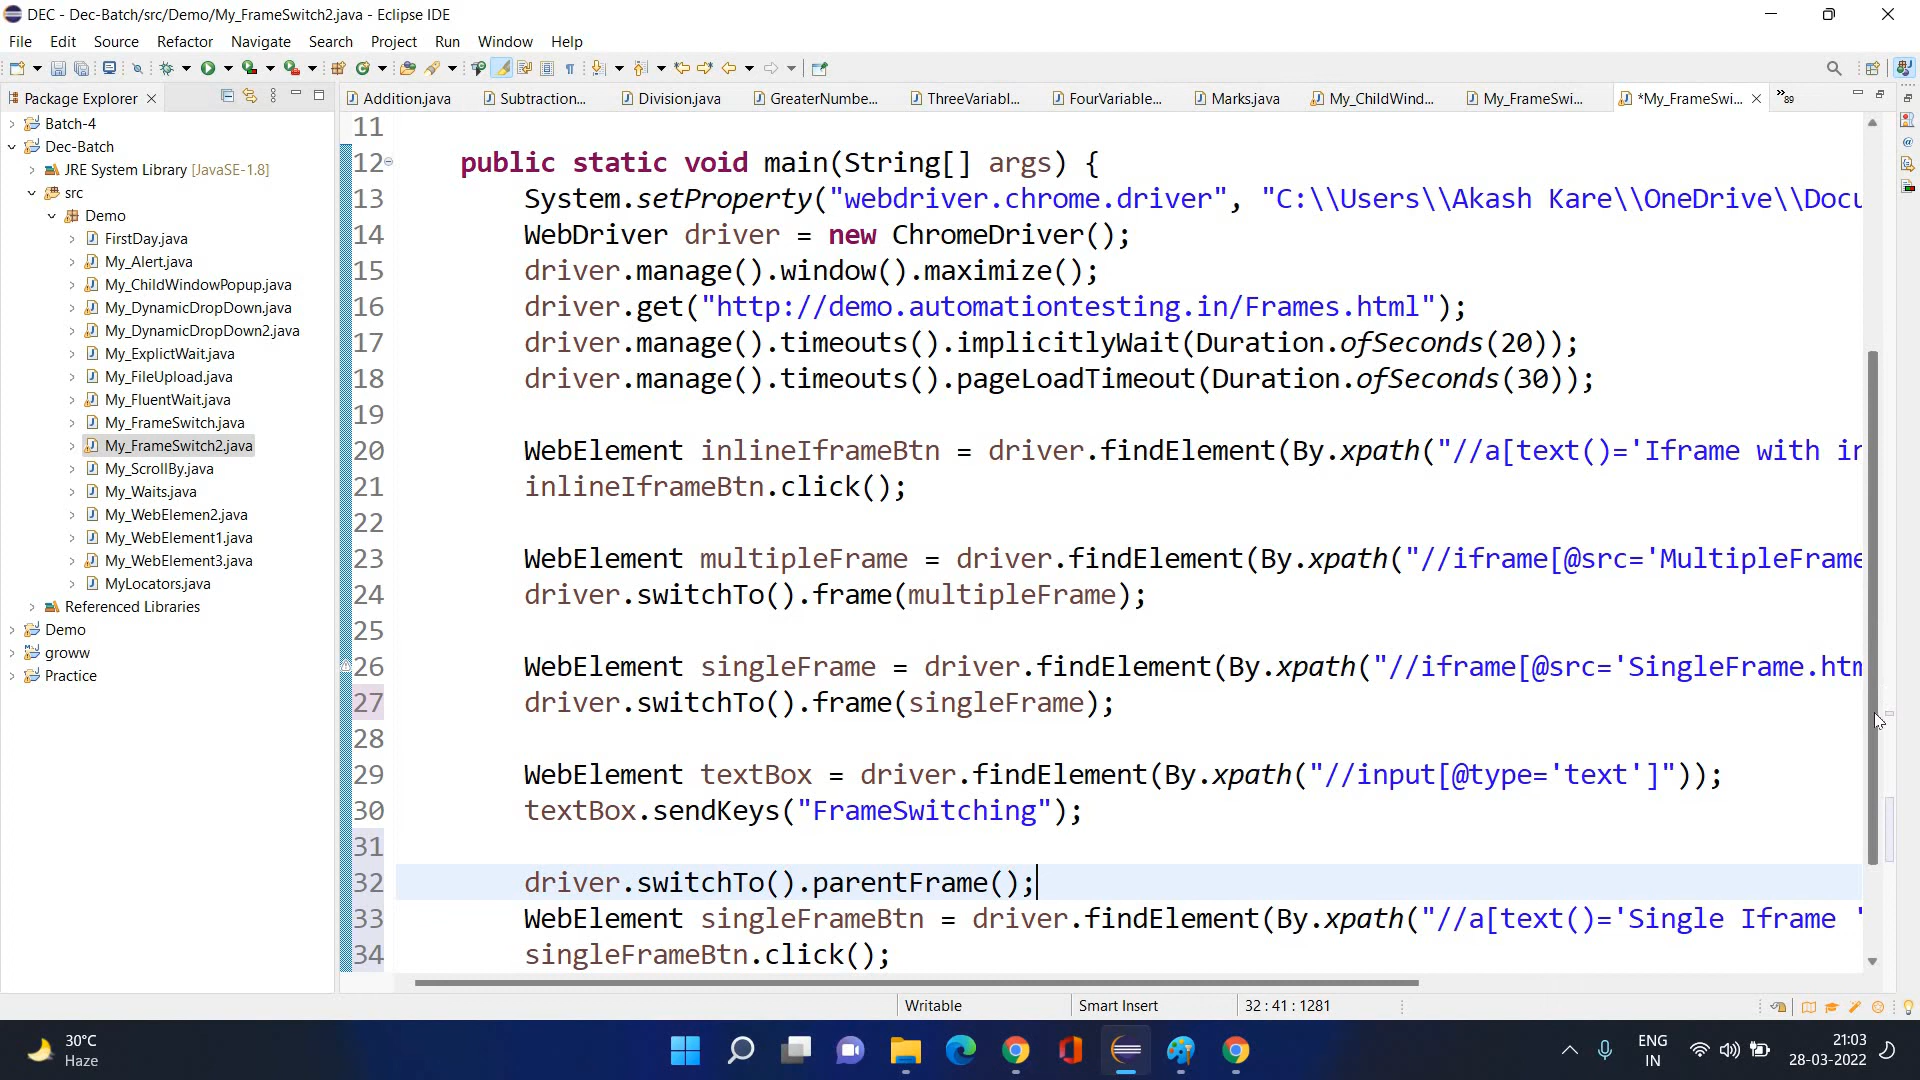 DEC - Dec-Batch/src/Demo/My_FrameSwitch2.java - Eclipse IDE
File Edit Source Refactor Navigate Search Project Run Window Help
Package Explorer
Addition.java Subtraction... Division.java GreaterNumbe... ThreeVariabl... FourVariable... Marks.java My_ChildWind... My_FrameSwi... *My_FrameSwi... »89
Batch-4
Dec-Batch
JRE System Library [JavaSE-1.8]
src
Demo
FirstDay.java
My_Alert.java
My_ChildWindowPopup.java
My_DynamicDropDown.java
My_DynamicDropDown2.java
My_ExplictWait.java
My_FileUpload.java
My_FluentWait.java
My_FrameSwitch.java
My_FrameSwitch2.java
My_ScrollBy.java
My_Waits.java
My_WebElemen2.java
My_WebElement1.java
My_WebElement3.java
MyLocators.java
Referenced Libraries
Demo
groww
Practice
11
12 public static void main(String[] args) {
13 System.setProperty("webdriver.chrome.driver", "C:\\Users\\Akash Kare\\OneDrive\\Docu
14 WebDriver driver = new ChromeDriver();
15 driver.manage().window().maximize();
16 driver.get("http://demo.automationtesting.in/Frames.html");
17 driver.manage().timeouts().implicitlyWait(Duration.ofSeconds(20));
18 driver.manage().timeouts().pageLoadTimeout(Duration.ofSeconds(30));
19
20 WebElement inlineIframeBtn = driver.findElement(By.xpath("//a[text()='Iframe with in
21 inlineIframeBtn.click();
22
23 WebElement multipleFrame = driver.findElement(By.xpath("//iframe[@src='MultipleFrame
24 driver.switchTo().frame(multipleFrame);
25
26 WebElement singleFrame = driver.findElement(By.xpath("//iframe[@src='SingleFrame.htm
27 driver.switchTo().frame(singleFrame);
28
29 WebElement textBox = driver.findElement(By.xpath("//input[@type='text']"));
30 textBox.sendKeys("FrameSwitching");
31
32 driver.switchTo().parentFrame();
33 WebElement singleFrameBtn = driver.findElement(By.xpath("//a[text()='Single Iframe '
34 singleFrameBtn.click();
Writable Smart Insert 32 : 41 : 1281
30°C
Haze
ENG
IN
21:03
28-03-2022